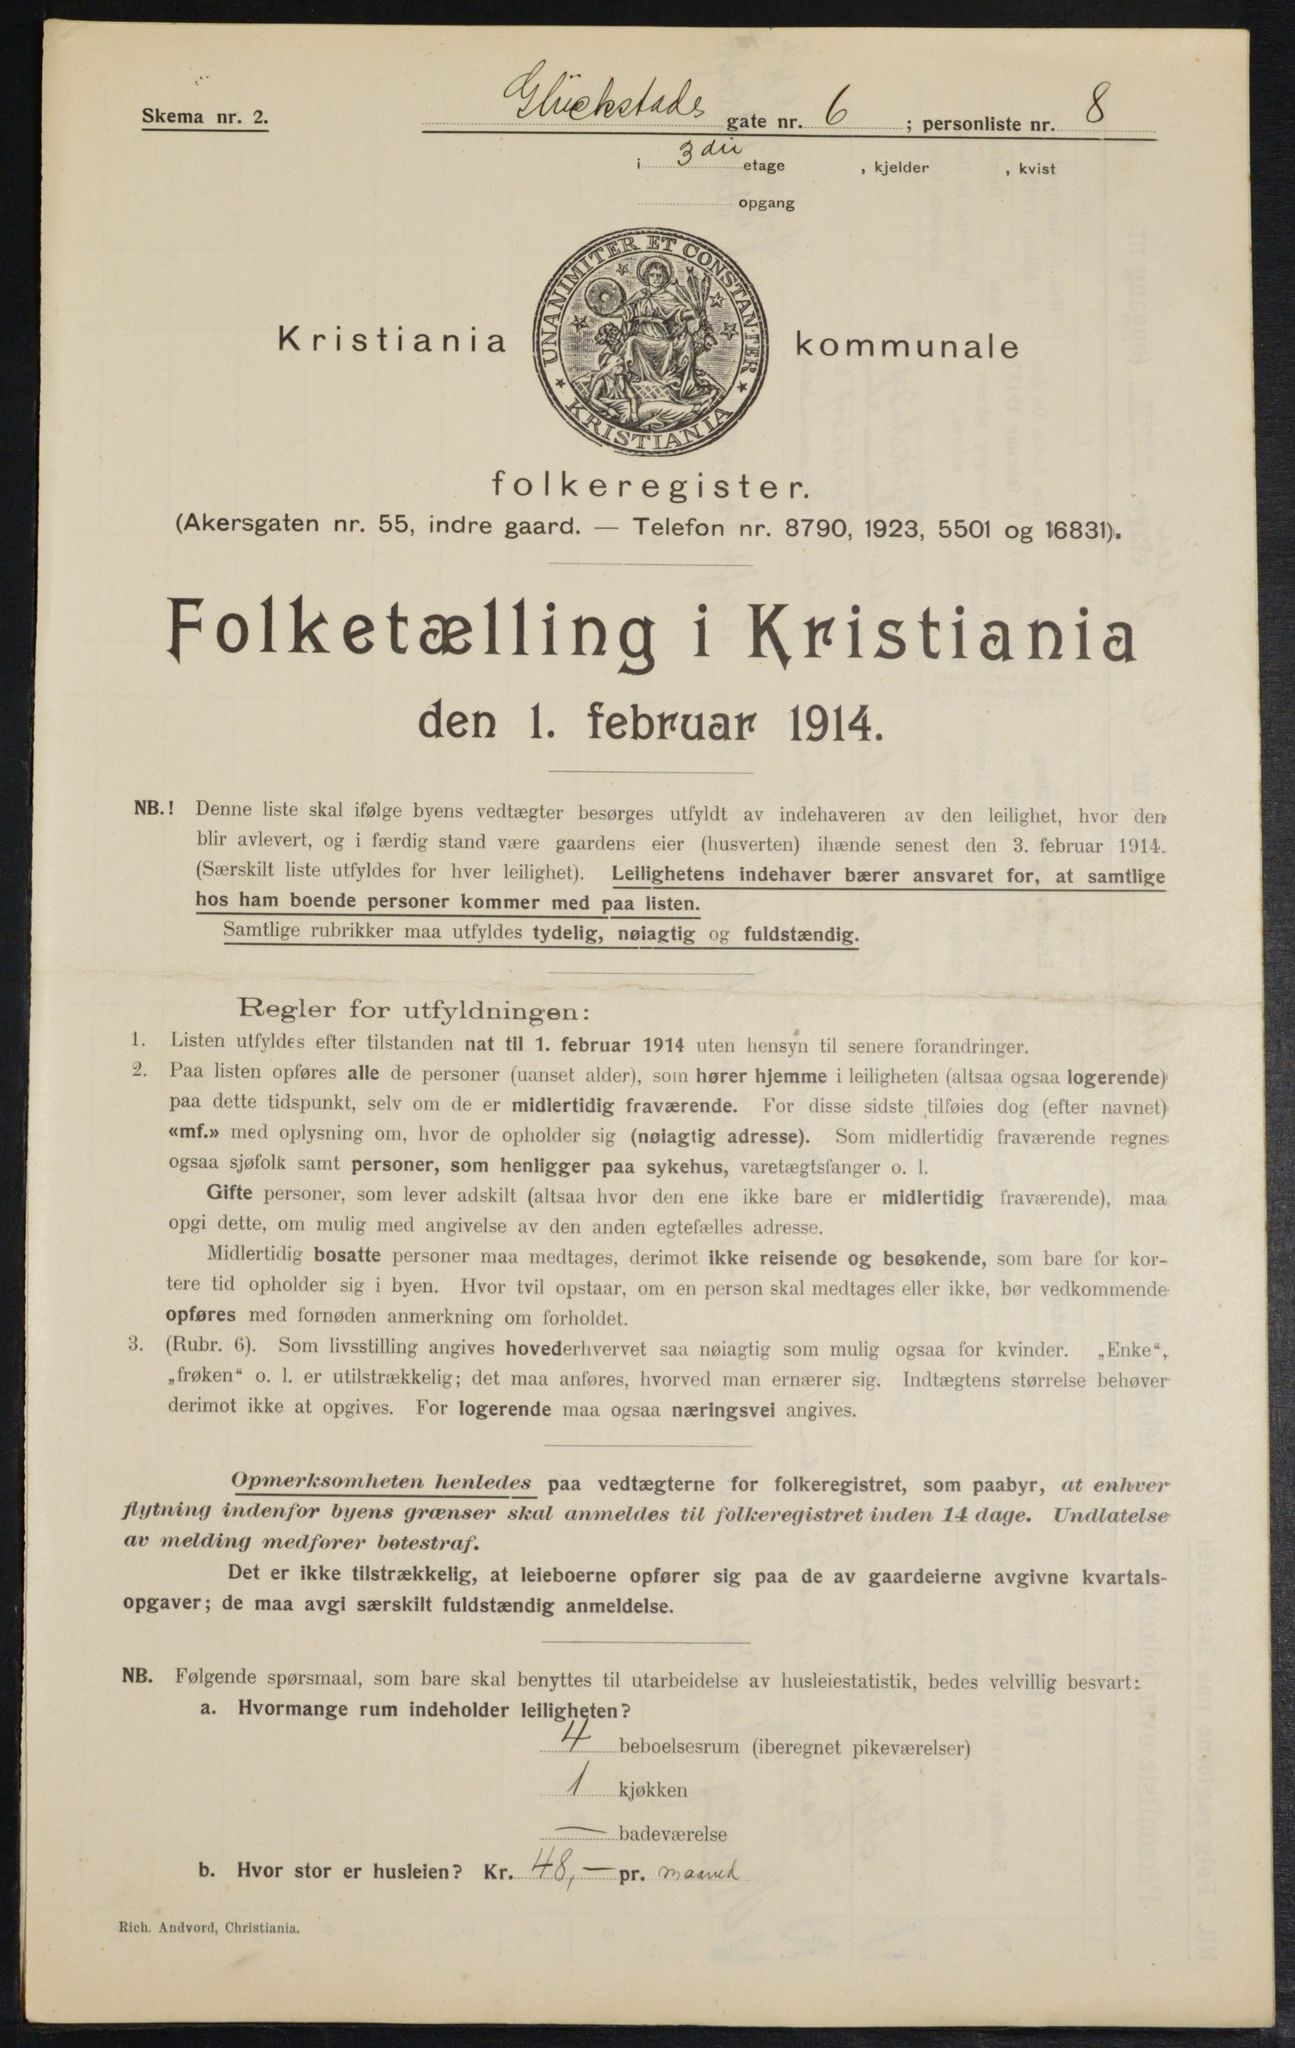 Skema nr. 2.
Glückstads gate nr. 6 ; personliste nr. 8
i 3die etage , kjelder , kvist
opgang
UNANIMITER ET CONSTANTER
KRISTIANIA
Kristiania kommunale
folkeregister.
(Akersgaten nr. 55, indre gaard. — Telefon nr. 8790, 1923, 5501 og 16831).
Folketælling i Kristiania
den 1. februar 1914.
NB.! Denne liste skal ifølge byens vedtægter besørges utfyldt av indehaveren av den leilighet, hvor den
blir avlevert, og i færdig stand være gaardens eier (husverten) ihænde senest den 3. februar 1914.
(Særskilt liste utfyldes for hver leilighet). Leilighetens indehaver bærer ansvaret for, at samtlige
hos ham boende personer kommer med paa listen.
Samtlige rubrikker maa utfyldes tydelig, nøiagtig og fuldstændig.
Regler for utfyldningen:
1. Listen utfyldes efter tilstanden nat til 1. februar 1914 uten hensyn til senere forandringer.
2. Paa listen opføres alle de personer (uanset alder), som hører hjemme i leiligheten (altsaa ogsaa logerende)
paa dette tidspunkt, selv om de er midlertidig fraværende. For disse sidste tilføies dog (efter navnet)
«mf.» med oplysning om, hvor de opholder sig (nøiagtig adresse). Som midlertidig fraværende regnes
ogsaa sjøfolk samt personer, som henligger paa sykehus, varetægtsfanger o. l.
Gifte personer, som lever adskilt (altsaa hvor den ene ikke bare er midlertidig fraværende), maa
opgi dette, om mulig med angivelse av den anden egtefælles adresse.
Midlertidig bosatte personer maa medtages, derimot ikke reisende og besøkende, som bare for kor-
tere tid opholder sig i byen. Hvor tvil opstaar, om en person skal medtages eller ikke, bør vedkommende
opføres med fornøden anmerkning om forholdet.
3. (Rubr. 6). Som livsstilling angives hovederhvervet saa nøiagtig som mulig ogsaa for kvinder. „Enke“,
„frøken“ o. l. er utilstrækkelig; det maa anføres, hvorved man ernærer sig. Indtægtens størrelse behøver
derimot ikke at opgives. For logerende maa ogsaa næringsvei angives.
Opmerksomheten henledes paa vedtægterne for folkeregistret, som paabyr, at enhver
flytning indenfor byens grænser skal anmeldes til folkeregistret inden 14 dage. Undlatelse
av melding medfører bøtestraf.
Det er ikke tilstrækkelig, at leieboerne opfører sig paa de av gaardeierne avgivne kvartals-
opgaver; de maa avgi særskilt fuldstændig anmeldelse.
NB. Følgende spørsmaal, som bare skal benyttes til utarbeidelse av husleiestatistik, bedes velvillig besvart:
a. Hvormange rum indeholder leiligheten?
4 beboelsesrum (iberegnet pikeværelser)
1 kjøkken
— badeværelse
b. Hvor stor er husleien? Kr. 48,— pr. maaned
Rich. Andvord, Christiania.